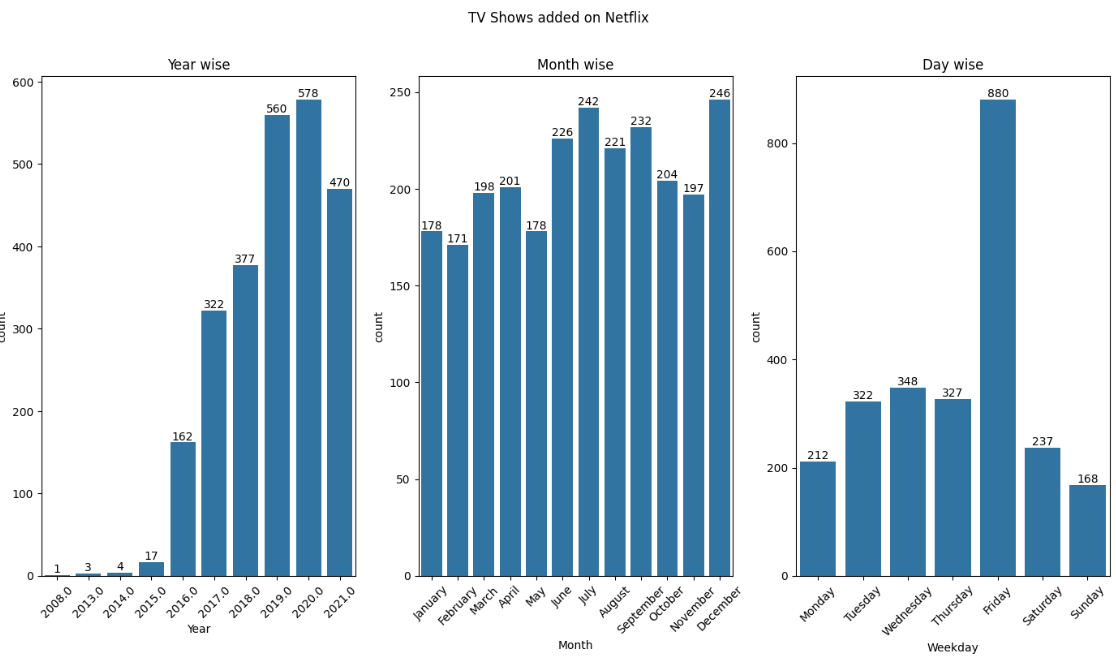 TV Shows added on Netflix
Year wise
600
500
400
300
200
100
0
count
1
3
4
17
162
322
377
560
578
470
2008.0
2013.0
2014.0
2015.0
2016.0
2017.0
2018.0
2019.0
2020.0
2021.0
Year
Month wise
250
200
150
100
50
0
count
178
171
198
201
178
226
242
221
232
204
197
246
January
February
March
April
May
June
July
August
September
October
November
December
Month
Day wise
800
600
400
200
0
count
212
322
348
327
880
237
168
Monday
Tuesday
Wednesday
Thursday
Friday
Saturday
Sunday
Weekday